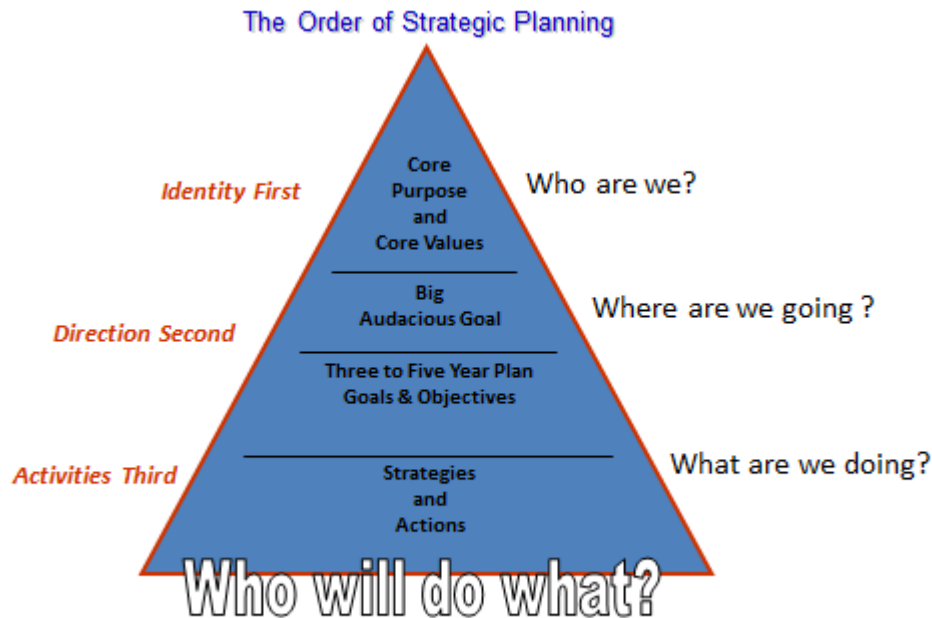 The Order of Strategic Planning
Core
Purpose
and
Core Values
Identity First
Who are we?
Big
Audacious Goal
Direction Second
Where are we going ?
Three to Five Year Plan
Goals & Objectives
Activities Third
What are we doing?
Strategies
and
Actions
Who will do what?